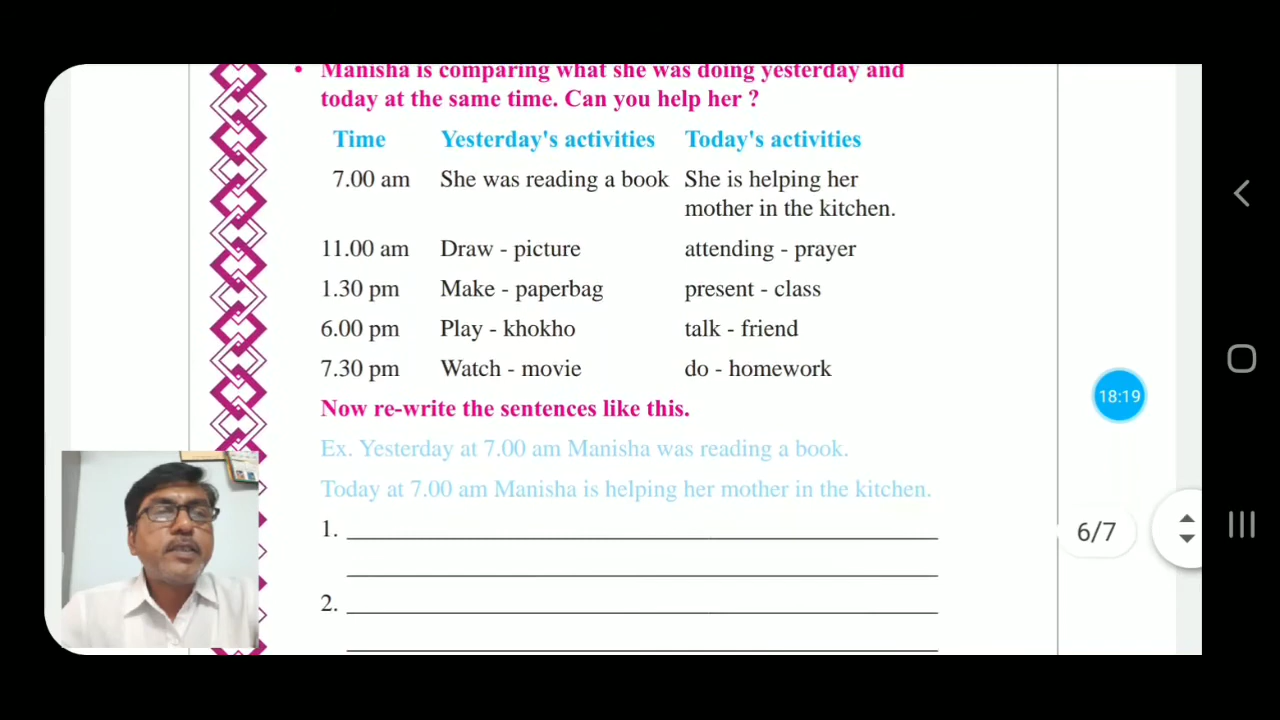 • Manisha is comparing what she was doing yesterday and
today at the same time. Can you help her ?
Time Yesterday's activities Today's activities
7.00 am She was reading a book She is helping her
mother in the kitchen.
11.00 am Draw - picture attending - prayer
1.30 pm Make - paperbag present - class
6.00 pm Play - khokho talk - friend
7.30 pm Watch - movie do - homework
Now re-write the sentences like this.
Ex. Yesterday at 7.00 am Manisha was reading a book.
Today at 7.00 am Manisha is helping her mother in the kitchen.
1.
2.
18:19
6/7